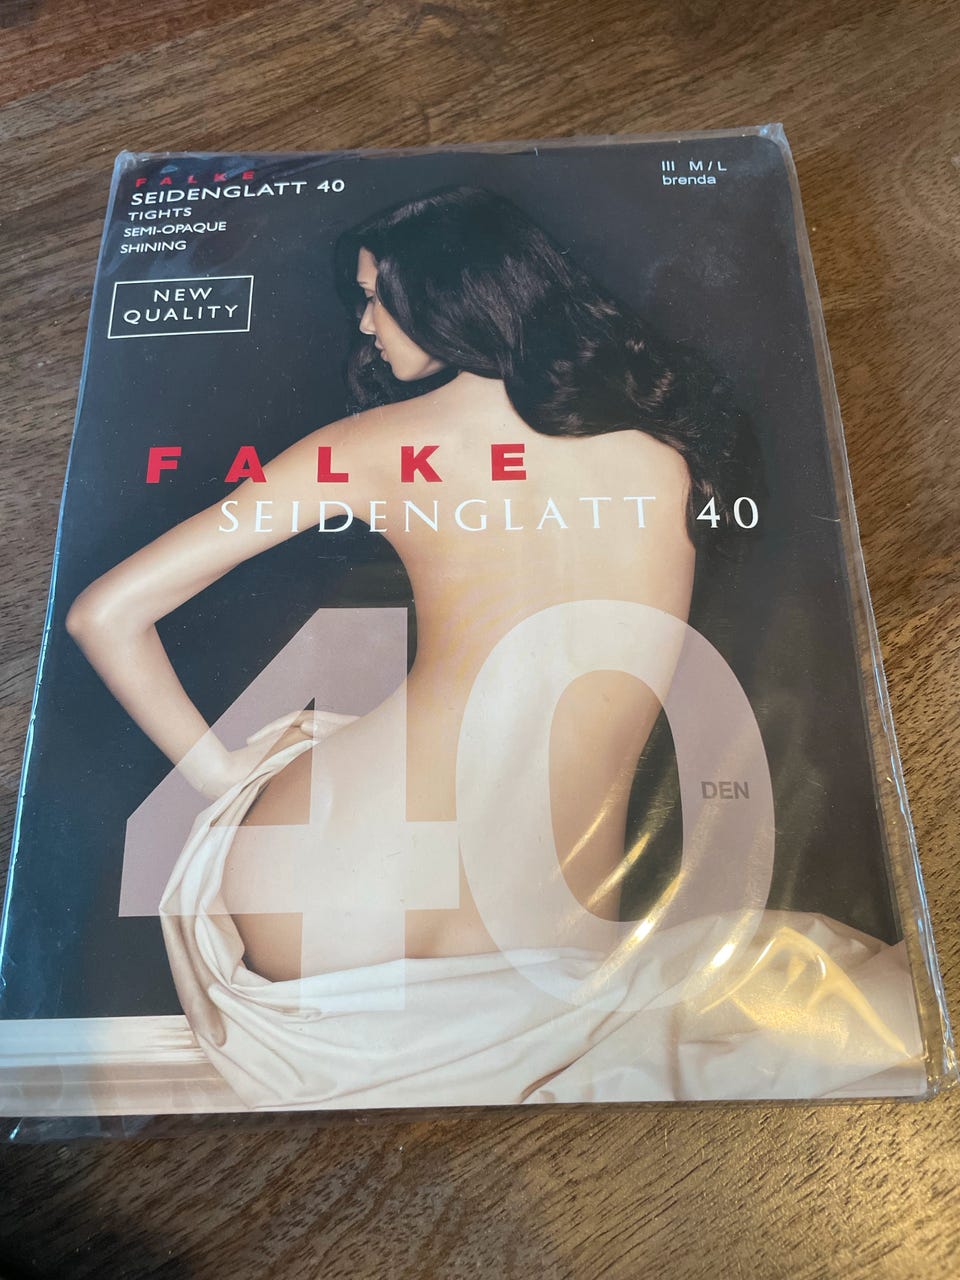 FALKE
SEIDENGLATT 40
TIGHTS
SEMI-OPAQUE
SHINING
NEW
QUALITY
III M/L
brenda
FALKE
SEIDENGLATT 40
40
DEN